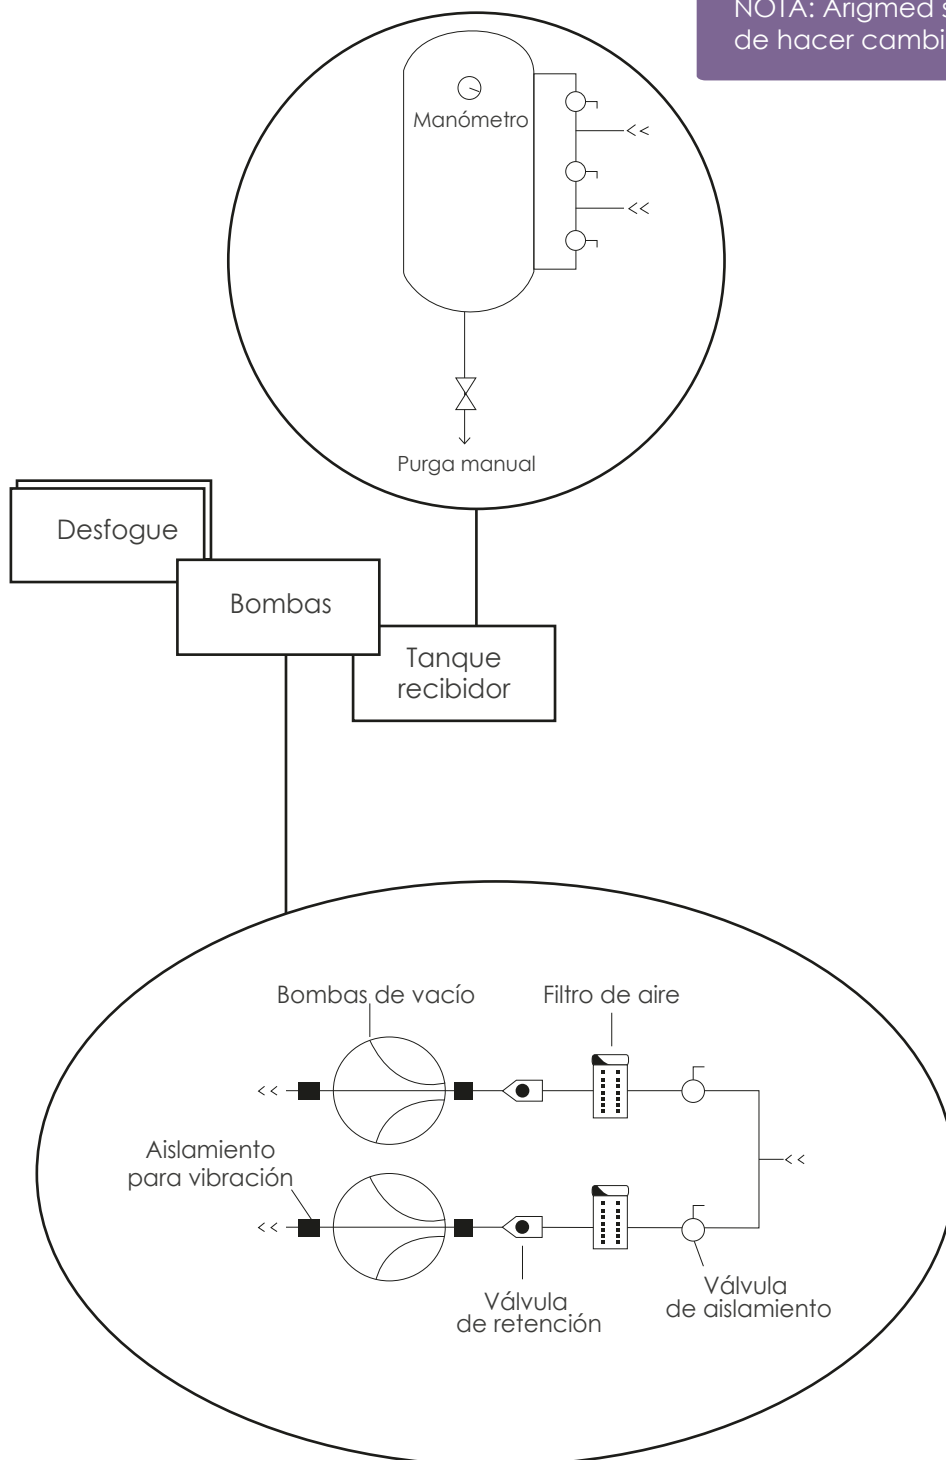 NOTA: Arigmed s
de hacer cambi
Manómetro
Purga manual
Desfogue
Bombas
Tanque
recibidor
Bombas de vacío
Filtro de aire
Aislamiento
para vibración
Válvula
de retención
Válvula
de aislamiento